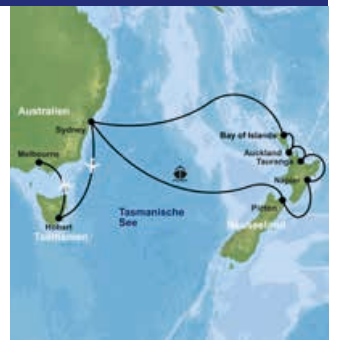 Australien
Sydney
Melbourne
Hobart
Tasmanien
Tasmanische
See
Bay of Islands
Auckland
Tauranga
Napier
Picton
Neuseeland